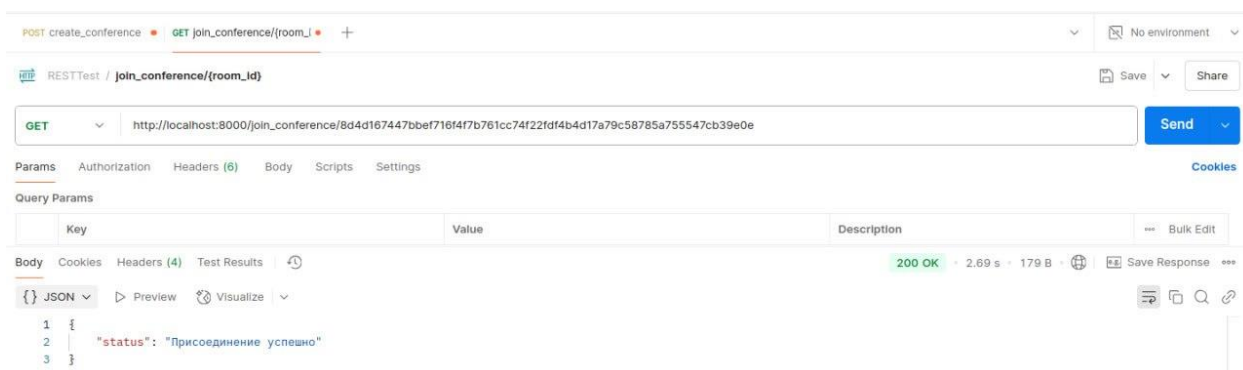 POST create_conference GET join_conference/{room_i + No environment
HTTP RESTTest / join_conference/{room_id} Save Share
GET http://localhost:8000/join_conference/8d4d167447bbef716f4f7b761cc74f22fdf4b4d17a79c58785a755547cb39e0e Send
Params Authorization Headers (6) Body Scripts Settings Cookies
Query Params
Key Value Description Bulk Edit
Body Cookies Headers (4) Test Results 200 OK 2.69 s 179 B e.g. Save Response
{} JSON Preview Visualize
1 {
2 "status": "Присоединение успешно"
3 }